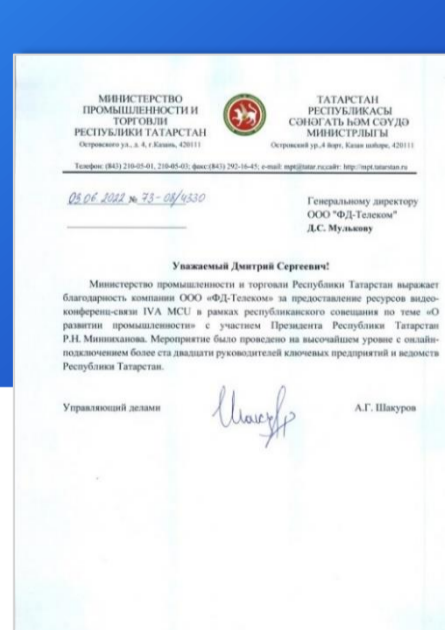 МИНИСТЕРСТВО
ПРОМЫШЛЕННОСТИ И
ТОРГОВЛИ
РЕСПУБЛИКИ ТАТАРСТАН
Островского ул., д. 4, г.Казань, 420111
ТАТАРСТАН
РЕСПУБЛИКАСЫ
СӘНӘГАТЬ ҺӘМ СӘҮДӘ
МИНИСТРЛЫГЫ
Островский ур.,4 йорт, Казан шәһәре, 420111
Телефон: (843) 210-05-01, 210-05-03; факс:(843) 292-16-45; e-mail: mpt@tatar.ru;сайт: http://mpt.tatarstan.ru
03.06.2022 № 73-08/4330
Генеральному директору
ООО "ФД-Телеком"
Д.С. Мулькову
Уважаемый Дмитрий Сергеевич!
Министерство промышленности и торговли Республики Татарстан выражает
благодарность компании ООО «ФД-Телеком» за предоставление ресурсов видео-
конференц-связи IVA MCU в рамках республиканского совещания по теме «О
развитии промышленности» с участием Президента Республики Татарстан
Р.Н. Минниханова. Мероприятие было проведено на высочайшем уровне с онлайн-
подключением более ста двадцати руководителей ключевых предприятий и ведомств
Республики Татарстан.
Управляющий делами
А.Г. Шакуров